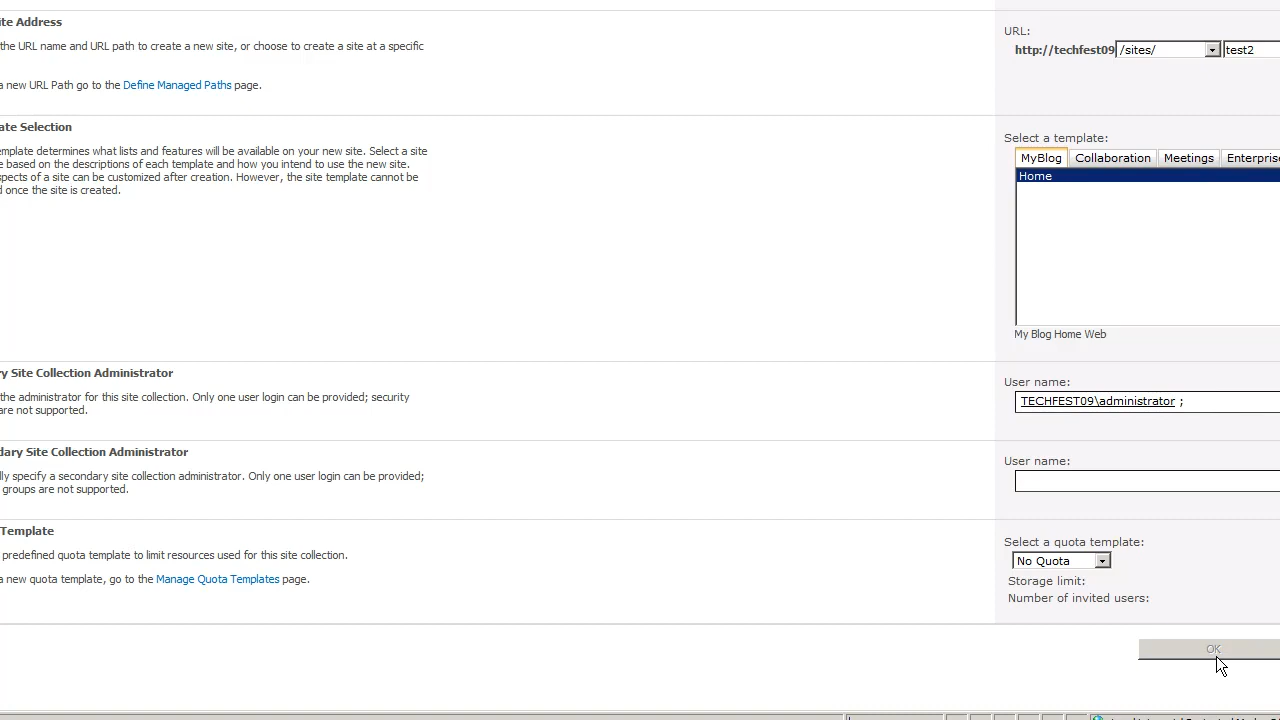 ite Address
the URL name and URL path to create a new site, or choose to create a site at a specific
a new URL Path go to the Define Managed Paths page.
URL:
http://techfest09 /sites/ test2
ate Selection
emplate determines what lists and features will be available on your new site. Select a site
e based on the descriptions of each template and how you intend to use the new site.
spects of a site can be customized after creation. However, the site template cannot be
d once the site is created.
Select a template:
MyBlog Collaboration Meetings Enterprise
Home
My Blog Home Web
y Site Collection Administrator
the administrator for this site collection. Only one user login can be provided; security
are not supported.
User name:
TECHFEST09\administrator ;
dary Site Collection Administrator
lly specify a secondary site collection administrator. Only one user login can be provided;
groups are not supported.
User name:
Template
predefined quota template to limit resources used for this site collection.
a new quota template, go to the Manage Quota Templates page.
Select a quota template:
No Quota
Storage limit:
Number of invited users:
OK